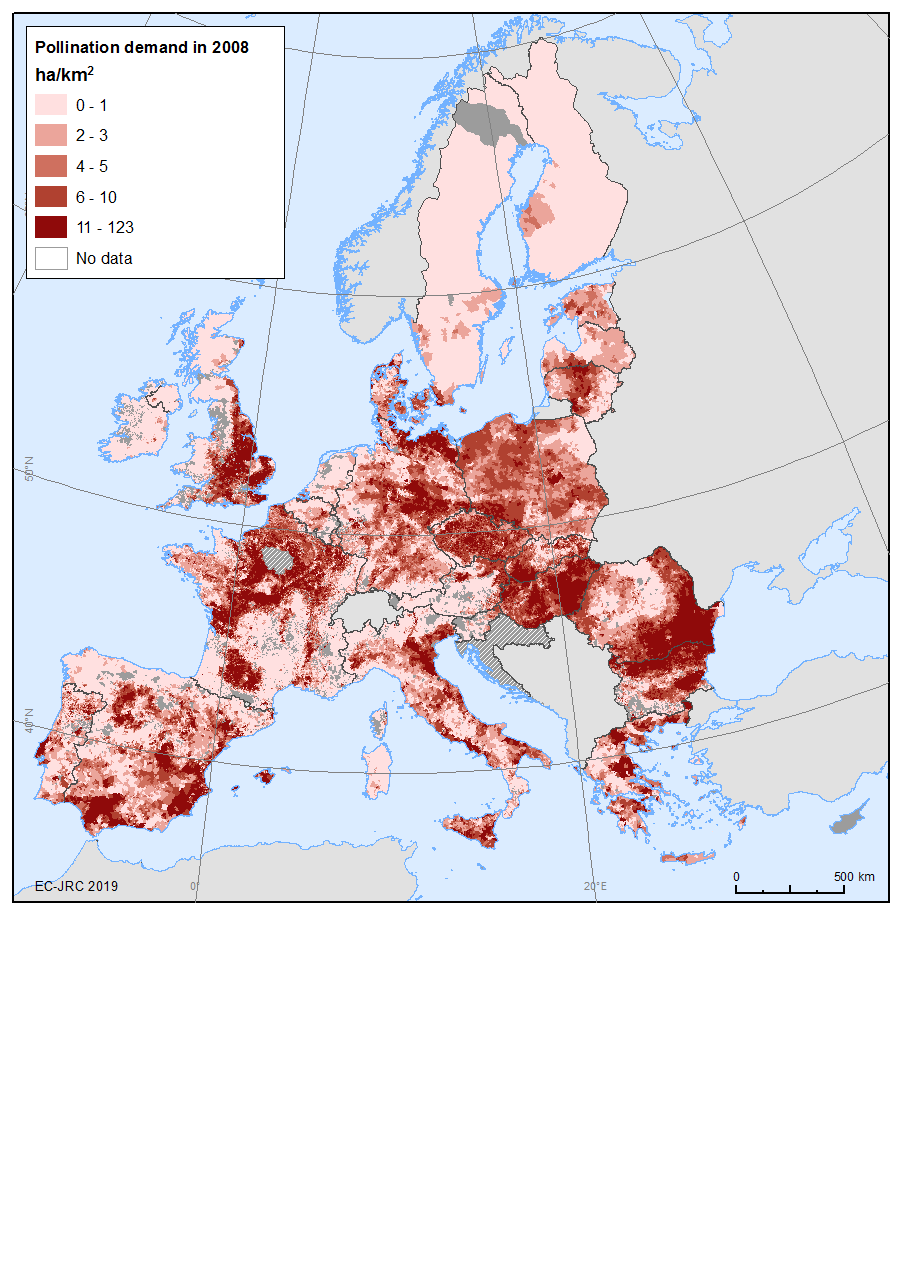 Pollination demand in 2008
ha/km²
0 - 1
2 - 3
4 - 5
6 - 10
11 - 123
No data
50°N
40°N
EC-JRC 2019
0°
20°E
0 500 km